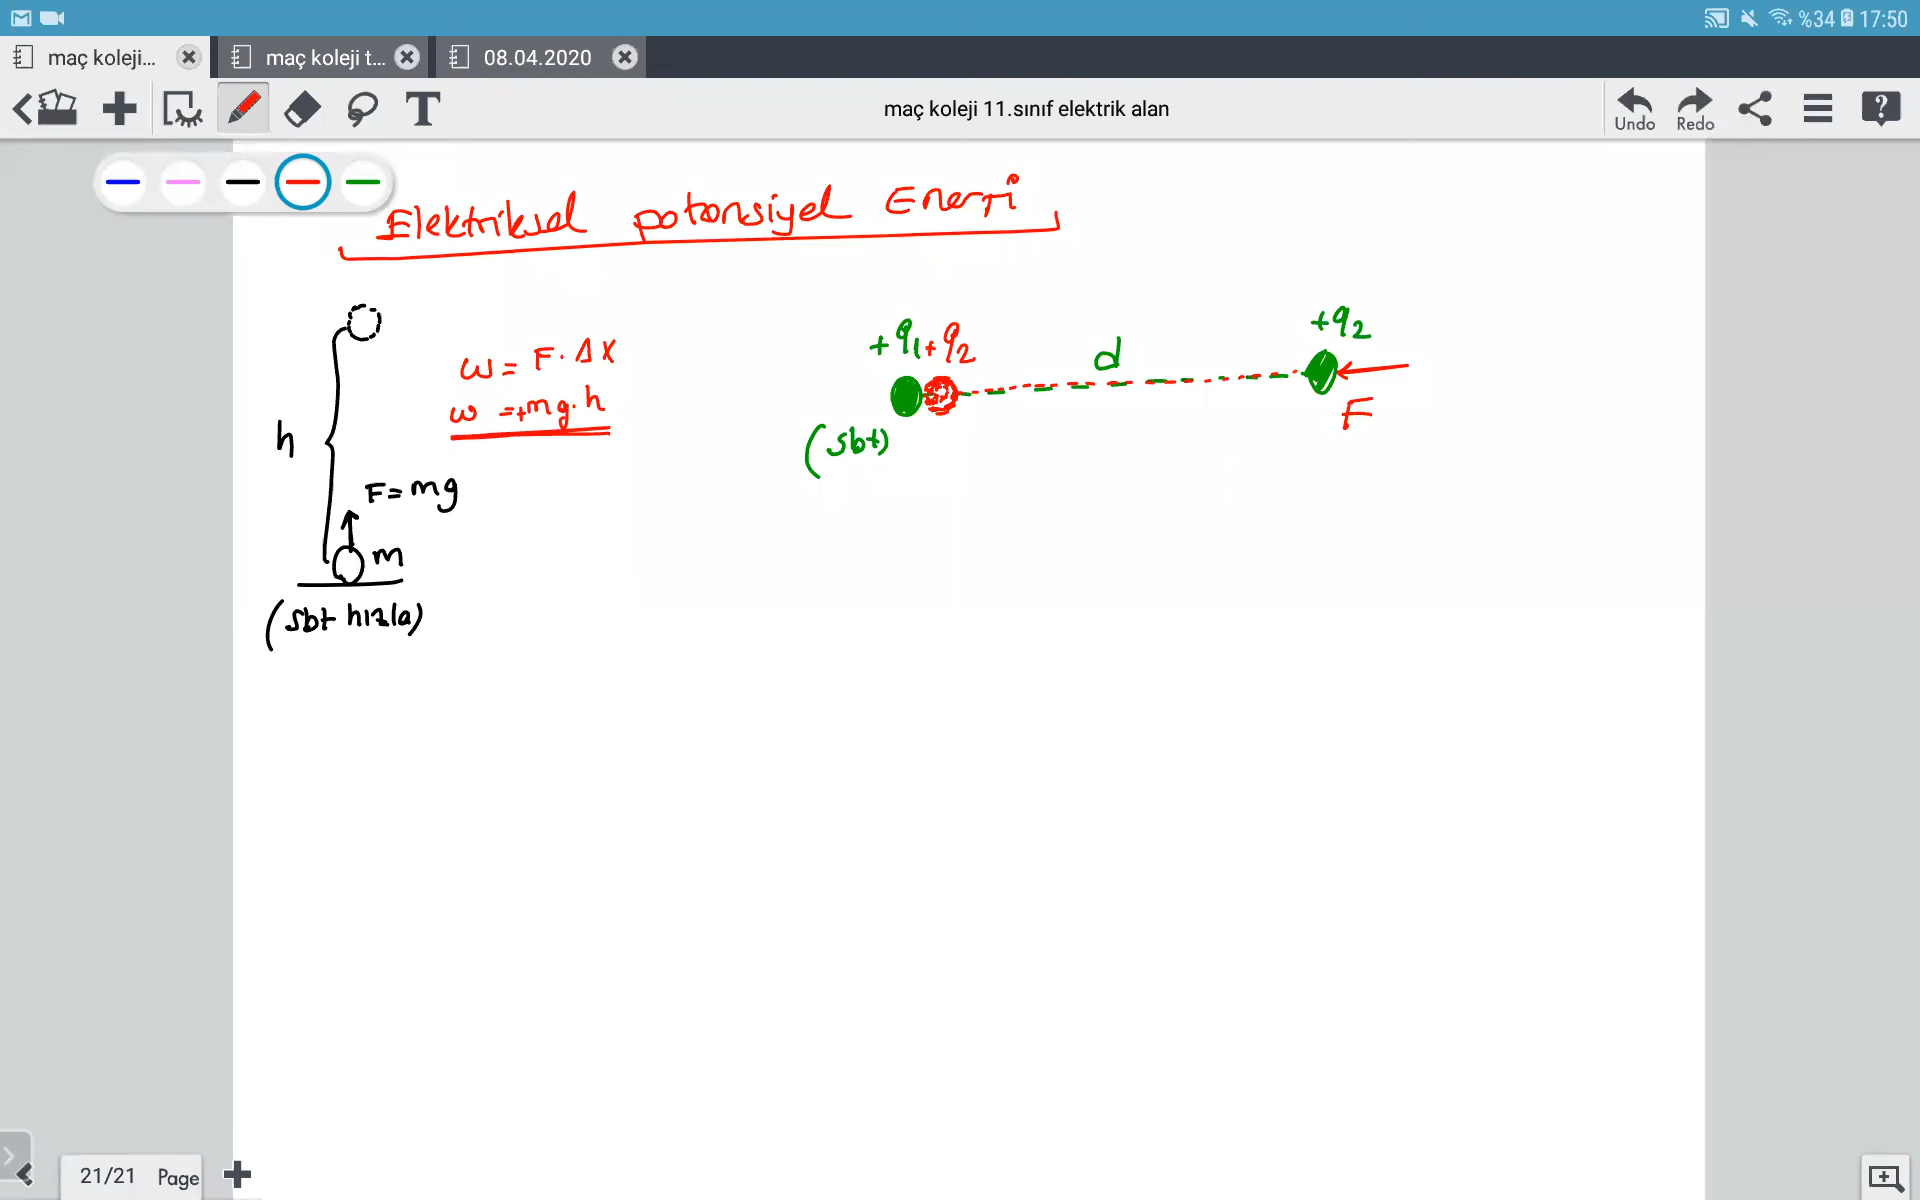 %34 17:50
maç koleji...
maç koleji t...
08.04.2020
T
maç koleji 11.sınıf elektrik alan
Undo
Redo
Elektriksel potansiyel Enerji
h
w = F. Δx
w = +mg.h
F = mg
m
(sbt hızla)
+q1
+q2
d
+q2
(sbt)
F
21/21 Page